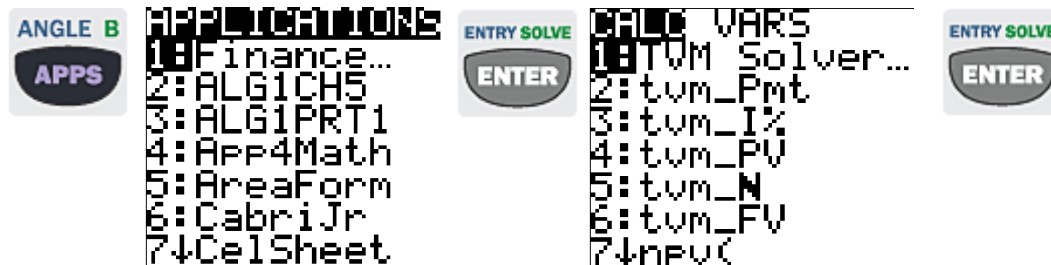 ANGLE B
APPS
APPLICATIONS
1:Finance…
2:ALG1CH5
3:ALG1PRT1
4:App4Math
5:AreaForm
6:CabriJr
7↓CelSheet
ENTRY SOLVE
ENTER
CALC VARS
1:TVM Solver…
2:tvm_Pmt
3:tvm_I%
4:tvm_PV
5:tvm_N
6:tvm_FV
7↓npv(
ENTRY SOLVE
ENTER